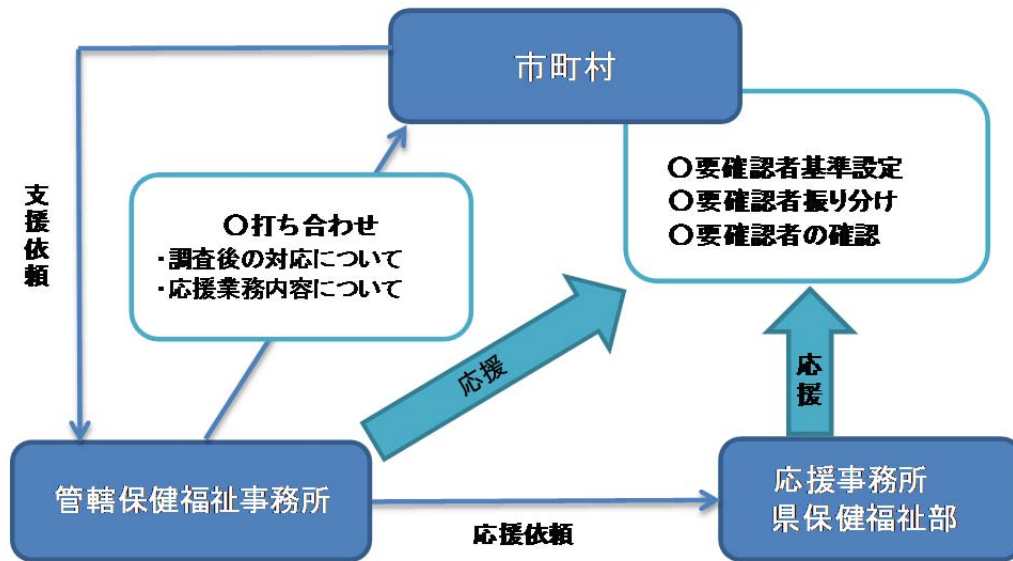 市町村
〇要確認者基準設定
〇要確認者振り分け
〇要確認者の確認
支援依頼
〇打ち合わせ
・調査後の対応について
・応援業務内容について
応援
応援
管轄保健福祉事務所
応援依頼
応援事務所
県保健福祉部